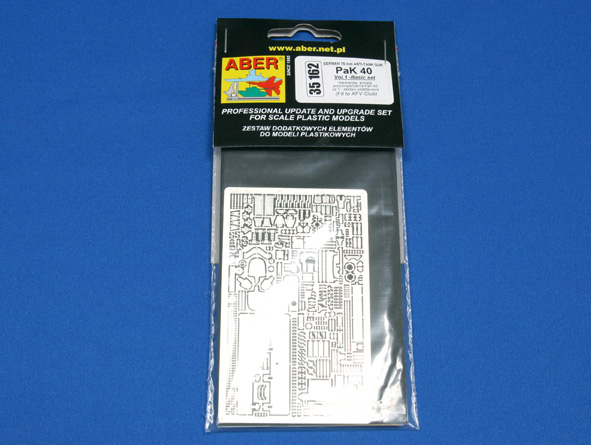 www.aber.net.pl
ABER
SINCE 1995
35 162
GERMAN 75 mm ANTI-TANK GUN
PaK 40
Vol.1 -Basic set
(Fit to AFV Club)
PROFESSIONAL UPDATE AND UPGRADE SET
FOR SCALE PLASTIC MODELS
ZESTAW DODATKOWYCH ELEMENTÓW
DO MODELI PLASTIKOWYCH